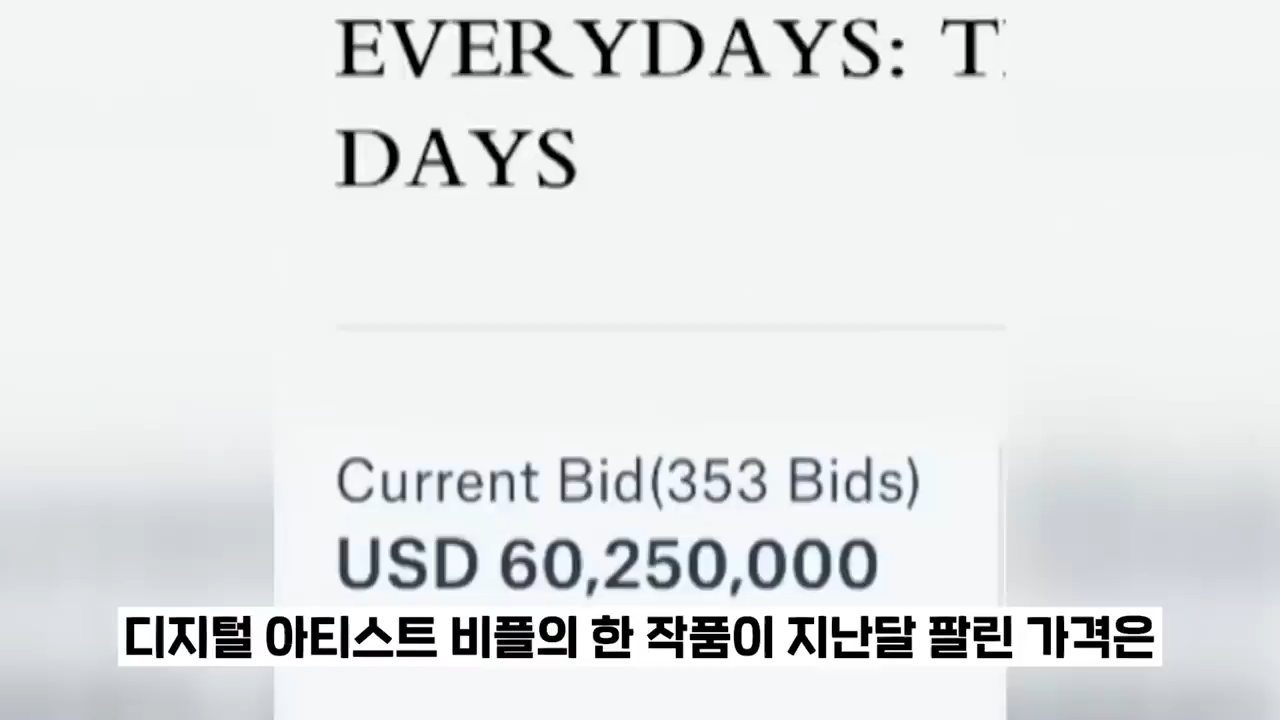 EVERYDAYS: T
DAYS
Current Bid(353 Bids)
USD 60,250,000
디지털 아티스트 비플의 한 작품이 지난달 팔린 가격은